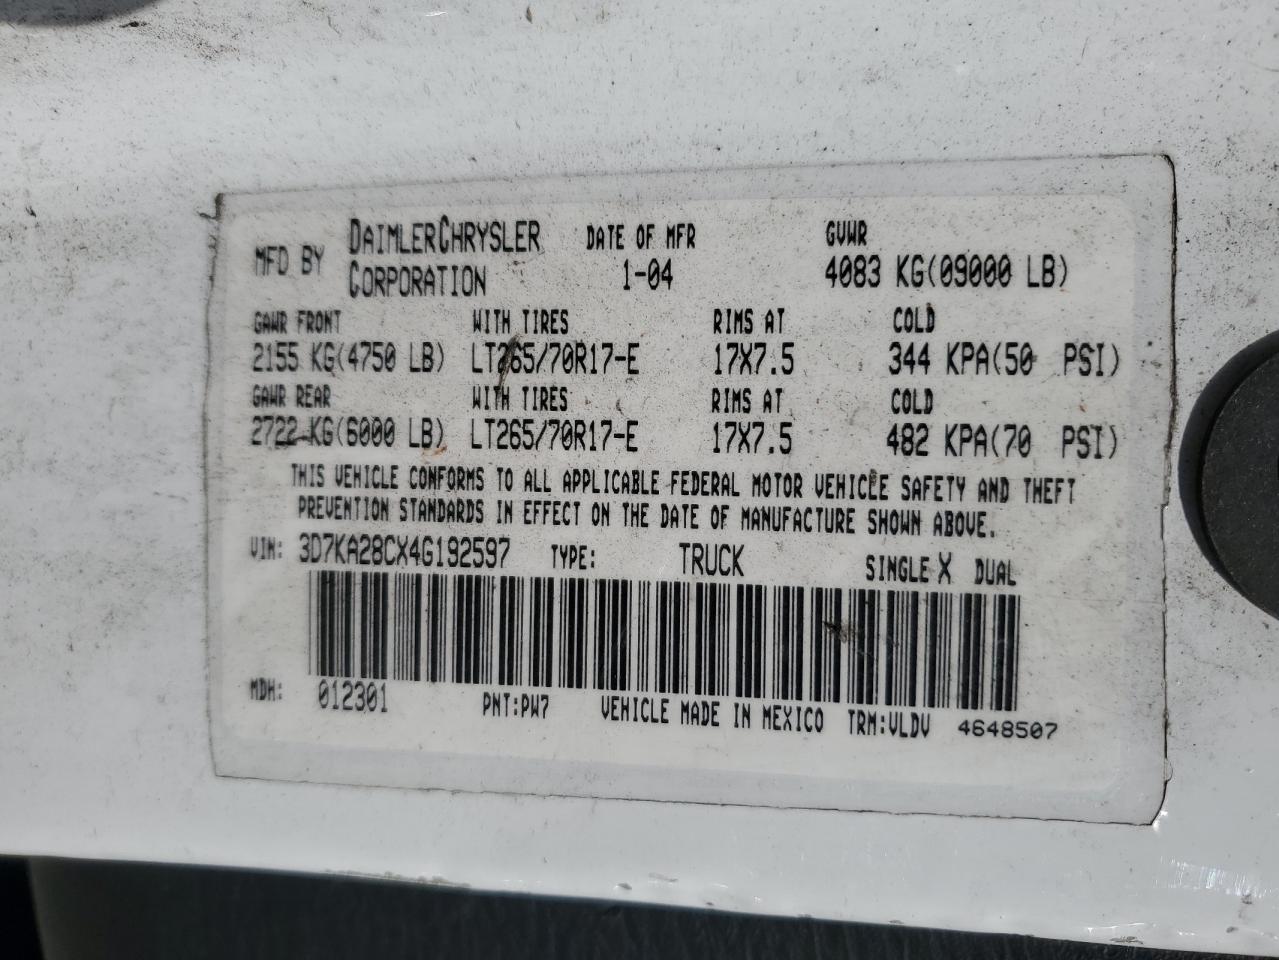 MFD BY DAIMLERCHRYSLER CORPORATION DATE OF MFR 1-04 GVWR 4083 KG(09000 LB)
GAWR FRONT WITH TIRES RIMS AT COLD
2155 KG(4750 LB) LT265/70R17-E 17X7.5 344 KPA(50 PSI)
GAWR REAR WITH TIRES RIMS AT COLD
2722 KG(6000 LB) LT265/70R17-E 17X7.5 482 KPA(70 PSI)
THIS VEHICLE CONFORMS TO ALL APPLICABLE FEDERAL MOTOR VEHICLE SAFETY AND THEFT
PREVENTION STANDARDS IN EFFECT ON THE DATE OF MANUFACTURE SHOWN ABOVE.
VIN: 3D7KA28CX4G192597 TYPE: TRUCK SINGLE X DUAL
MDH: 012301 PNT:PW7 VEHICLE MADE IN MEXICO TRM:VLDV 4648507